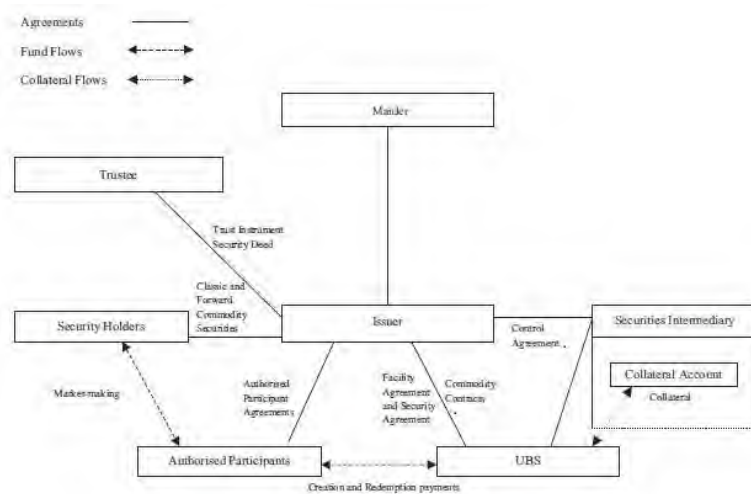 Agreements
Fund Flows
Collateral Flows
Manler
Trustee
Trust Instrument
Security Deed
Classic and
Forward
Commodity
Securities
Security Holders
Issuer
Securities Intermediary
Control
Agreement
Collateral Account
Collateral
Market-making
Authorised
Participant
Agreements
Facility
Agreement
and Security
Agreement
Commodity
Contracts
Authorised Participants
UBS
Creation and Redemption payments